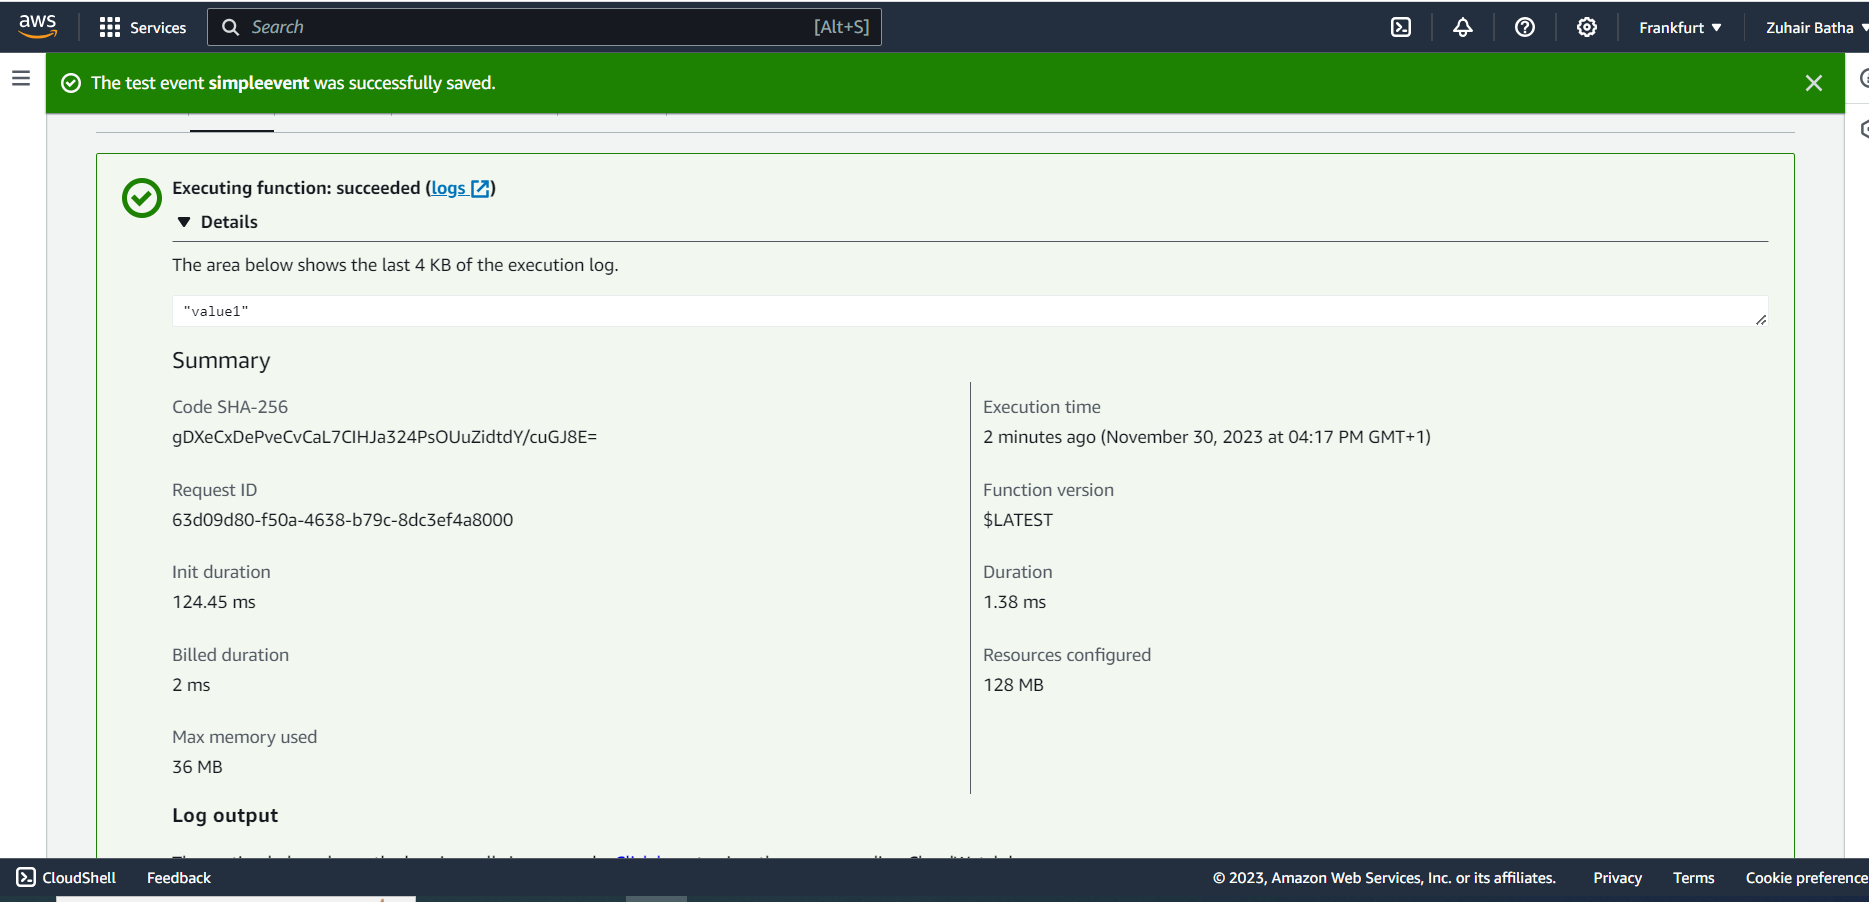 aws
Services
Search
[Alt+S]
Frankfurt
Zuhair Batha
The test event simpleevent was successfully saved.
Executing function: succeeded (logs)
Details
The area below shows the last 4 KB of the execution log.
"value1"
Summary
Code SHA-256
gDXeCxDePveCvCaL7CIHJa324PsOUuZidtdY/cuGJ8E=
Execution time
2 minutes ago (November 30, 2023 at 04:17 PM GMT+1)
Request ID
63d09d80-f50a-4638-b79c-8dc3ef4a8000
Function version
$LATEST
Init duration
124.45 ms
Duration
1.38 ms
Billed duration
2 ms
Resources configured
128 MB
Max memory used
36 MB
Log output
CloudShell
Feedback
© 2023, Amazon Web Services, Inc. or its affiliates.
Privacy
Terms
Cookie preference